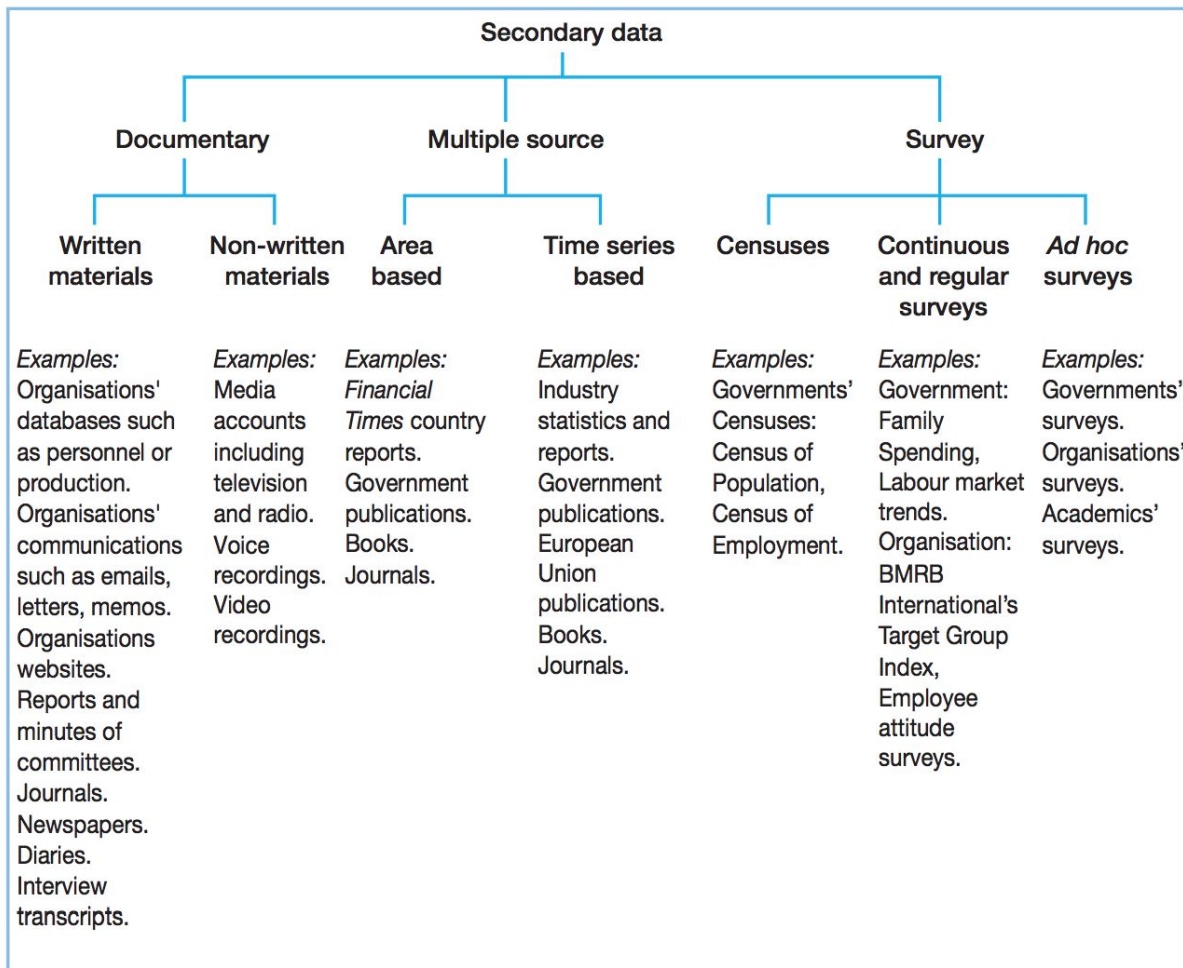 Secondary data
Documentary
Multiple source
Survey
Written
materials
Non-written
materials
Area
based
Time series
based
Censuses
Continuous
and regular
surveys
Ad hoc
surveys
Examples:
Organisations'
databases such
as personnel or
production.
Organisations'
communications
such as emails,
letters, memos.
Organisations
websites.
Reports and
minutes of
committees.
Journals.
Newspapers.
Diaries.
Interview
transcripts.
Examples:
Media
accounts
including
television
and radio.
Voice
recordings.
Video
recordings.
Examples:
Financial
Times country
reports.
Government
publications.
Books.
Journals.
Examples:
Industry
statistics and
reports.
Government
publications.
European
Union
publications.
Books.
Journals.
Examples:
Governments’
Censuses:
Census of
Population,
Census of
Employment.
Examples:
Government:
Family
Spending,
Labour market
trends.
Organisation:
BMRB
International’s
Target Group
Index,
Employee
attitude
surveys.
Examples:
Governments’
surveys.
Organisations’
surveys.
Academics’
surveys.